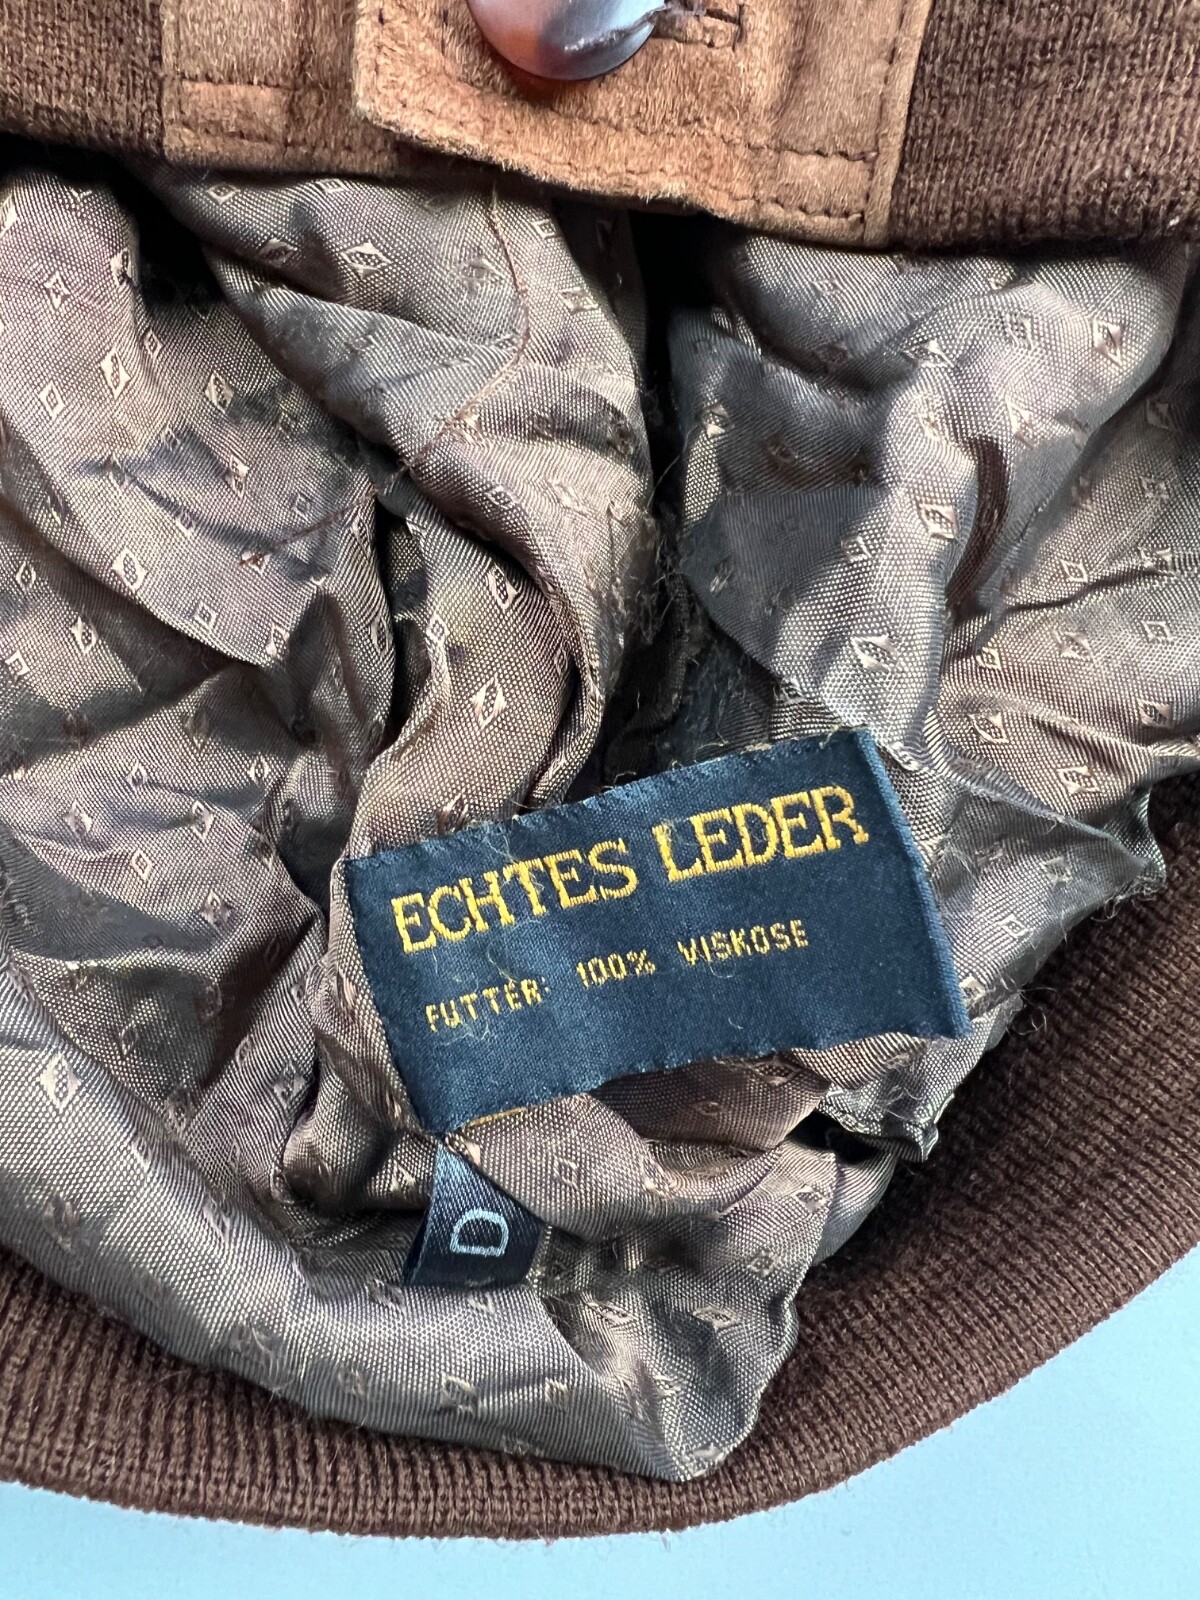 ECHTES LEDER
FUTTER: 100% VISKOSE
D